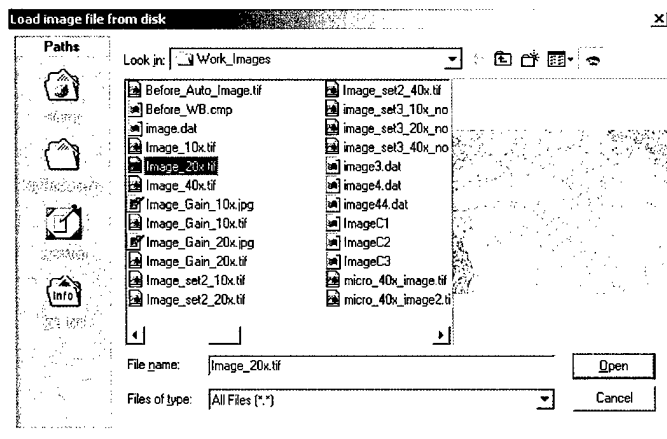 Load image file from disk
Paths
Look in: Work_Images
Before_Auto_Image.tif
Before_WB.cmp
image.dat
Image_10x.tif
Image_20x.tif
Image_40x.tif
Image_Gain_10x.jpg
Image_Gain_10x.tif
Image_Gain_20x.jpg
Image_Gain_20x.tif
Image_set2_10x.tif
Image_set2_20x.tif
Image_set2_40x.tif
image_set3_10x_no
image_set3_20x_no
image_set3_40x_no
image3.dat
image4.dat
image44.dat
ImageC1
ImageC2
ImageC3
micro_40x_image.tif
micro_40x_image2.ti
info
File name: Image_20x.tif
Open
Files of type: All Files (*.*)
Cancel